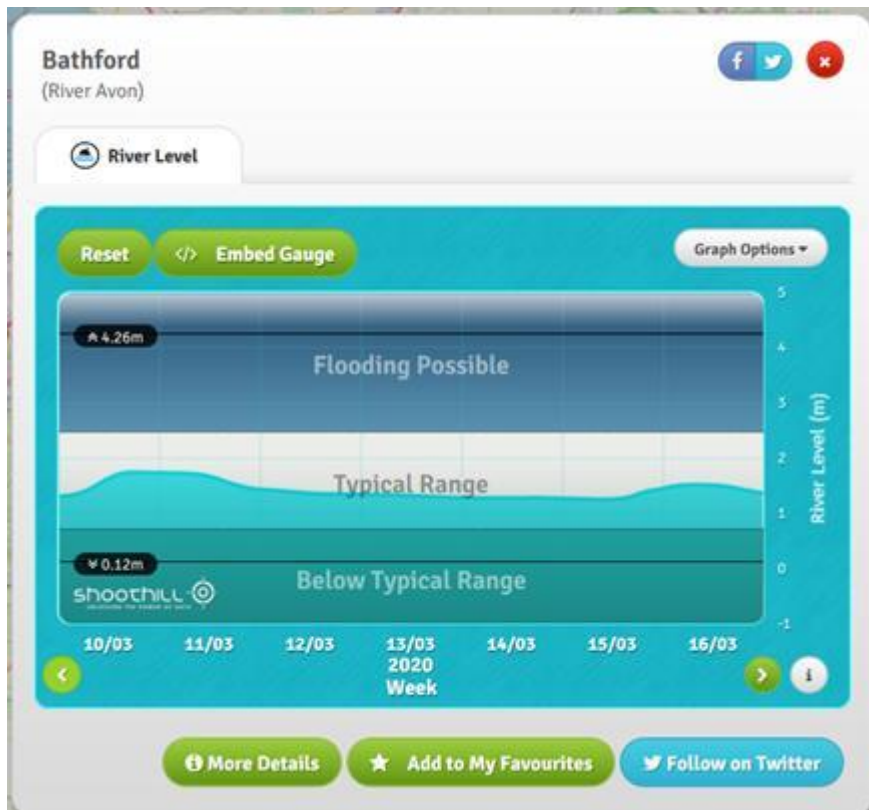 Bathford
(River Avon)
River Level
Reset
</> Embed Gauge
Graph Options
5
4.26m
Flooding Possible
4
3
River Level (m)
2
Typical Range
1
0.12m
0
shoothill
Below Typical Range
-1
10/03 11/03 12/03 13/03 14/03 15/03 16/03
2020
Week
i
More Details
Add to My Favourites
Follow on Twitter